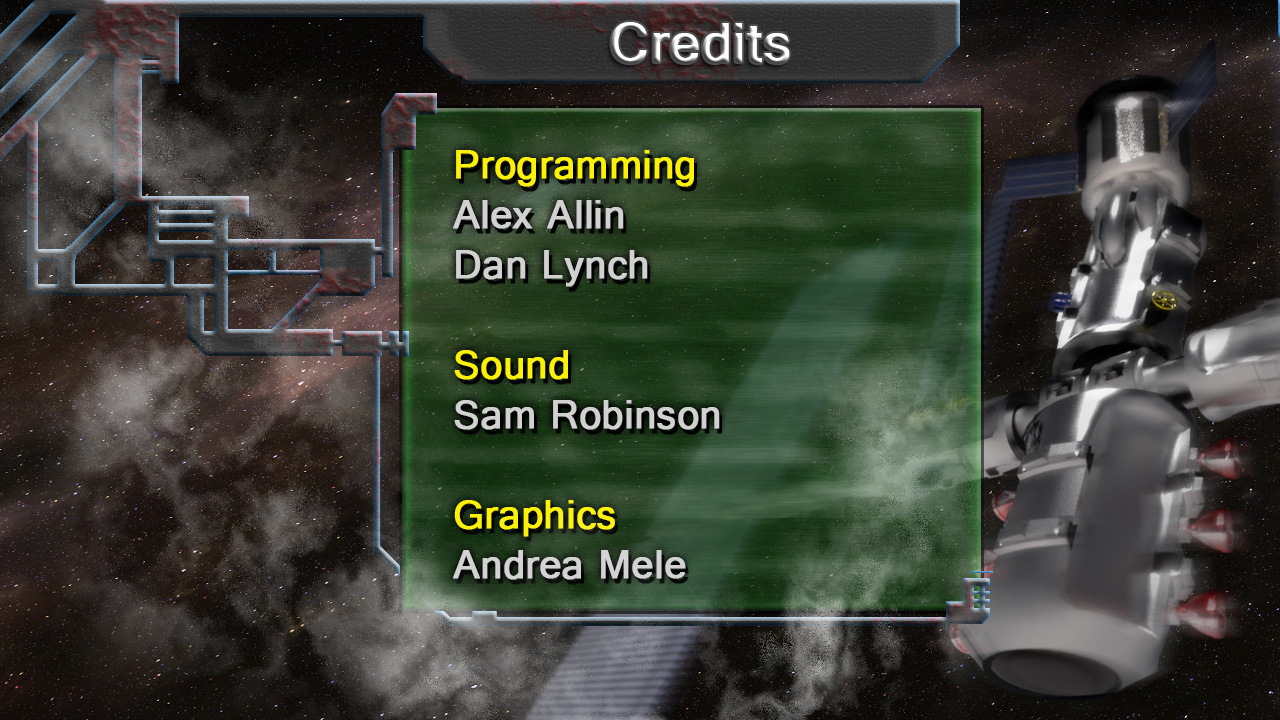 Credits
Programming
Alex Allin
Dan Lynch
Sound
Sam Robinson
Graphics
Andrea Mele